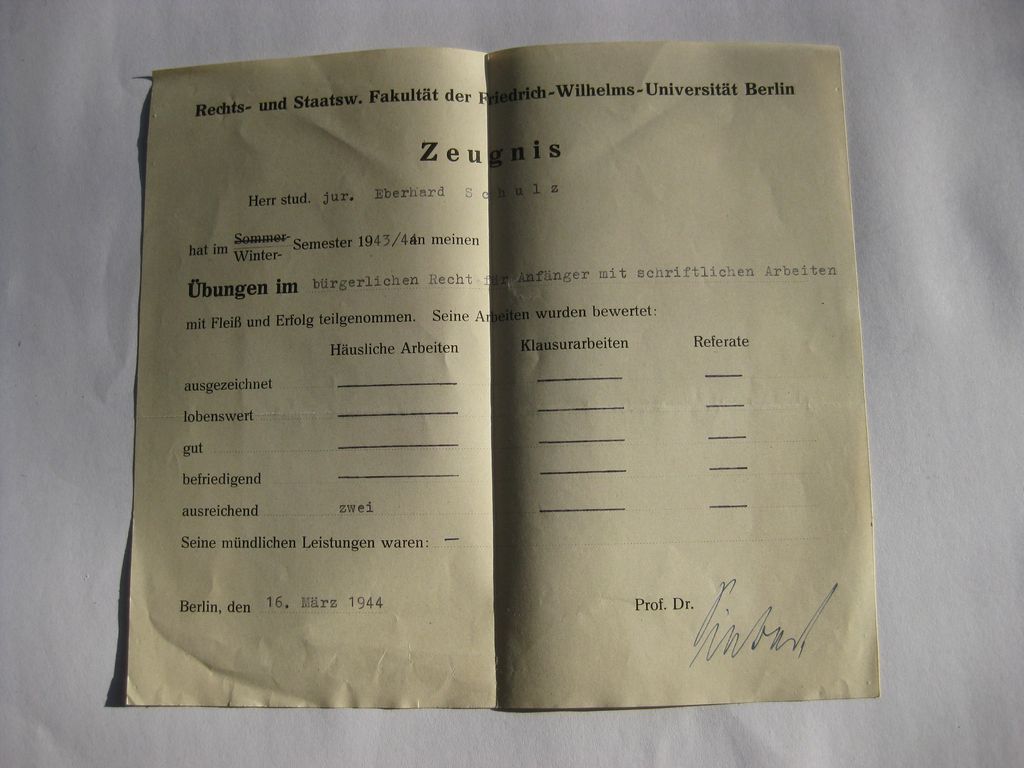 Rechts- und Staatsw. Fakultät der Friedrich-Wilhelms-Universität Berlin
Zeugnis
Herr stud. jur. Eberhard Schulz
hat im Sommer- Winter- Semester 1943/44 in meinen
Übungen im bürgerlichen Recht für Anfänger mit schriftlichen Arbeiten
mit Fleiß und Erfolg teilgenommen. Seine Arbeiten wurden bewertet:
Häusliche Arbeiten Klausurarbeiten Referate
ausgezeichnet
lobenswert
gut
befriedigend
ausreichend zwei
Seine mündlichen Leistungen waren: —
Berlin, den 16. März 1944 Prof. Dr.